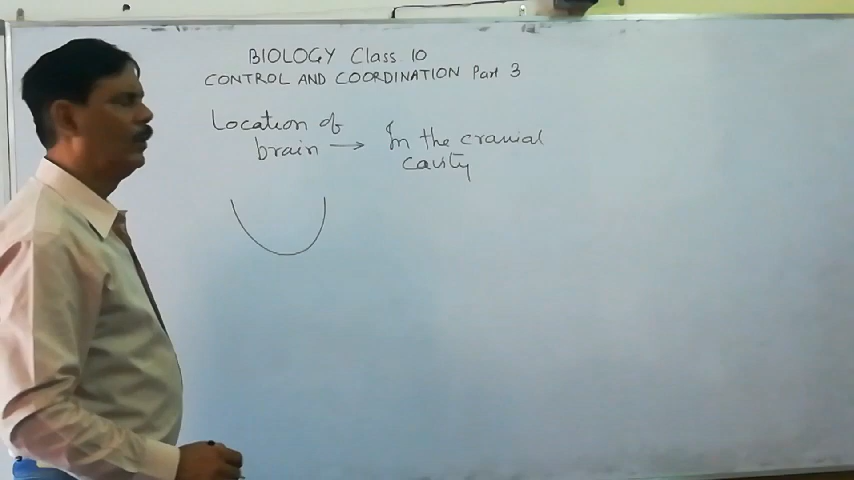 BIOLOGY Class 10
CONTROL AND COORDINATION Part 3
Location of
brain → In the cranial
cavity